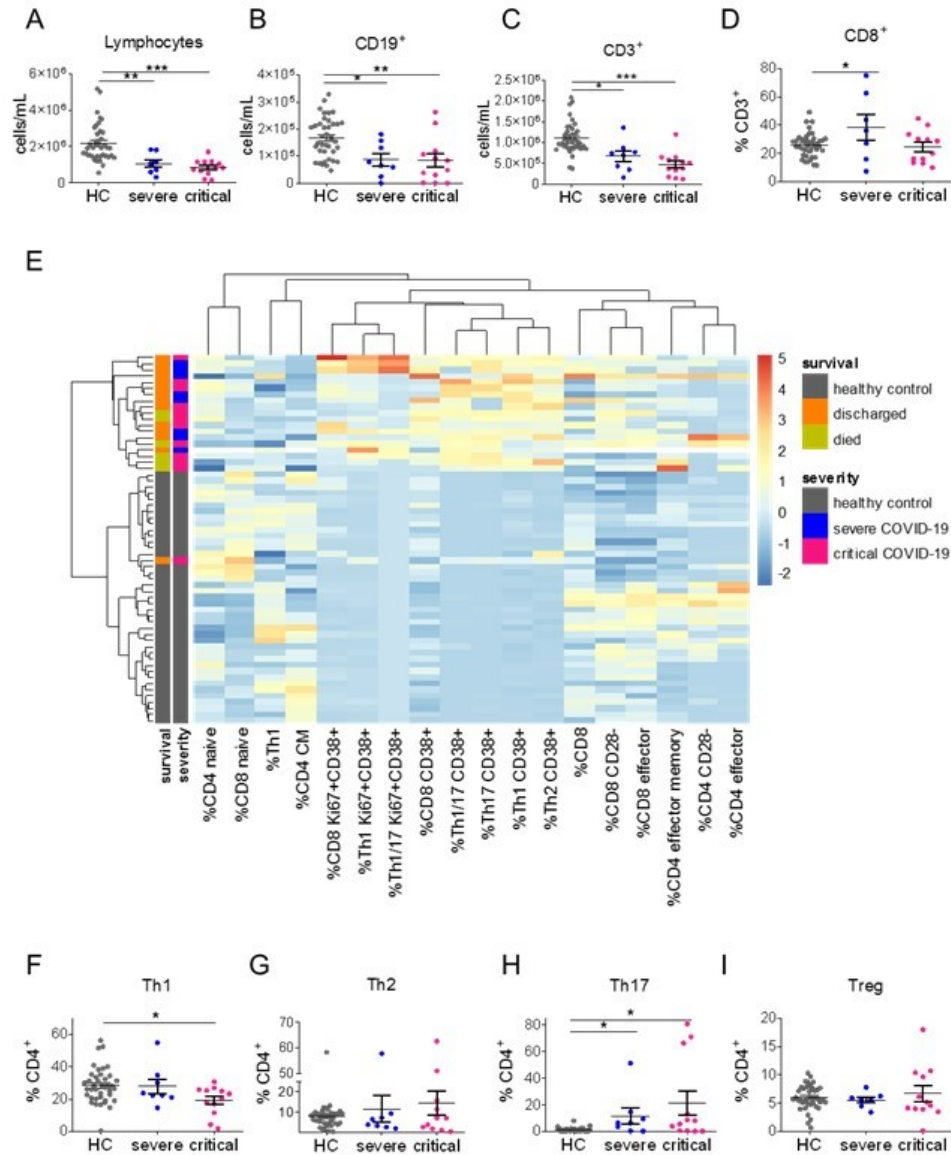 A
Lymphocytes
***
**
6×10⁶
4×10⁶
2×10⁶
0
cells/mL
HC severe critical
B
CD19⁺
**
*
4×10⁵
3×10⁵
2×10⁵
1×10⁵
0
HC severe critical
C
CD3⁺
***
*
2.5×10⁶
2.0×10⁶
1.5×10⁶
1.0×10⁶
5.0×10⁵
0
cells/mL
HC severe critical
D
CD8⁺
*
80
60
40
20
0
% CD3⁺
HC severe critical
E
5
4
3
2
1
0
-1
-2
survival
healthy control
discharged
died
severity
healthy control
severe COVID-19
critical COVID-19
survival
severity
%CD4 naive
%CD8 naive
%Th1
%CD4 CM
%CD8 Ki67+CD38+
%Th1 Ki67+CD38+
%Th1/17 Ki67+CD38+
%CD8 CD38+
%Th1/17 CD38+
%Th17 CD38+
%Th1 CD38+
%Th2 CD38+
%CD8
%CD8 CD28-
%CD8 effector
%CD4 effector memory
%CD4 CD28-
%CD4 effector
F
Th1
*
60
40
20
0
% CD4⁺
HC severe critical
G
Th2
70
60
50
40
30
20
10
% CD4⁺
HC severe critical
H
Th17
*
*
80
60
40
20
0
% CD4⁺
HC severe critical
I
Treg
20
15
10
5
0
% CD4⁺
HC severe critical